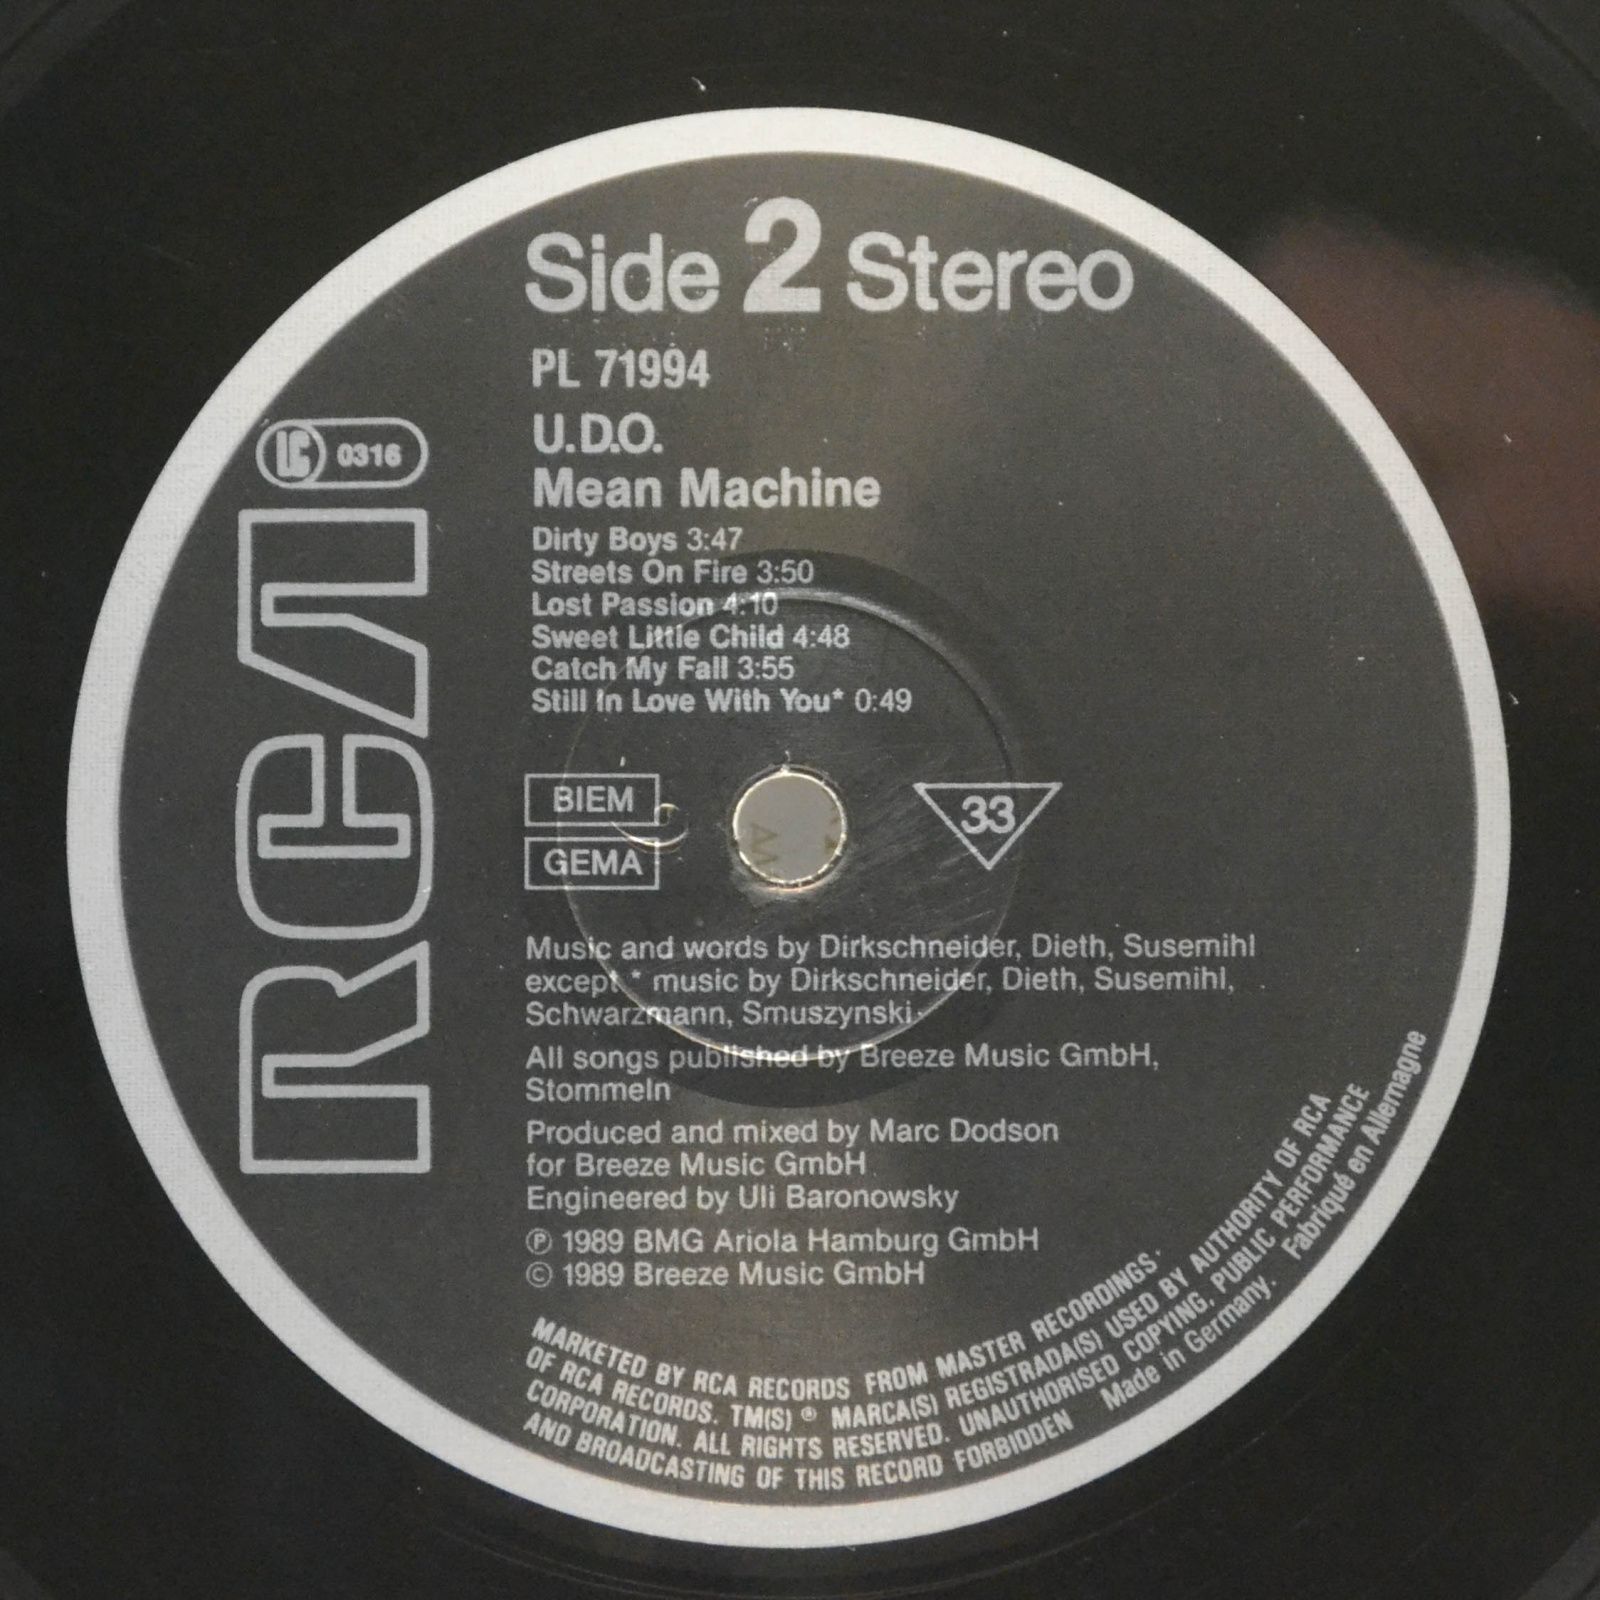 Side 2 Stereo
PL 71994
U.D.O.
Mean Machine
LC 0316
RCA
Dirty Boys 3:47
Streets On Fire 3:50
Lost Passion 4:10
Sweet Little Child 4:48
Catch My Fall 3:55
Still In Love With You* 0:49
BIEM
GEMA
33
Music and words by Dirkschneider, Dieth, Susemihl
except * music by Dirkschneider, Dieth, Susemihl,
Schwarzmann, Smuszynski
All songs published by Breeze Music GmbH,
Stommeln
Produced and mixed by Marc Dodson
for Breeze Music GmbH
Engineered by Uli Baronowsky
℗ 1989 BMG Ariola Hamburg GmbH
© 1989 Breeze Music GmbH
MARKETED BY RCA RECORDS FROM MASTER RECORDINGS.
OF RCA RECORDS. TM(S) ® MARCA(S) REGISTRADA(S) USED BY AUTHORITY OF RCA
CORPORATION. ALL RIGHTS RESERVED. UNAUTHORISED COPYING, PUBLIC PERFORMANCE
AND BROADCASTING OF THIS RECORD FORBIDDEN Made in Germany. Fabriqué en Allemagne